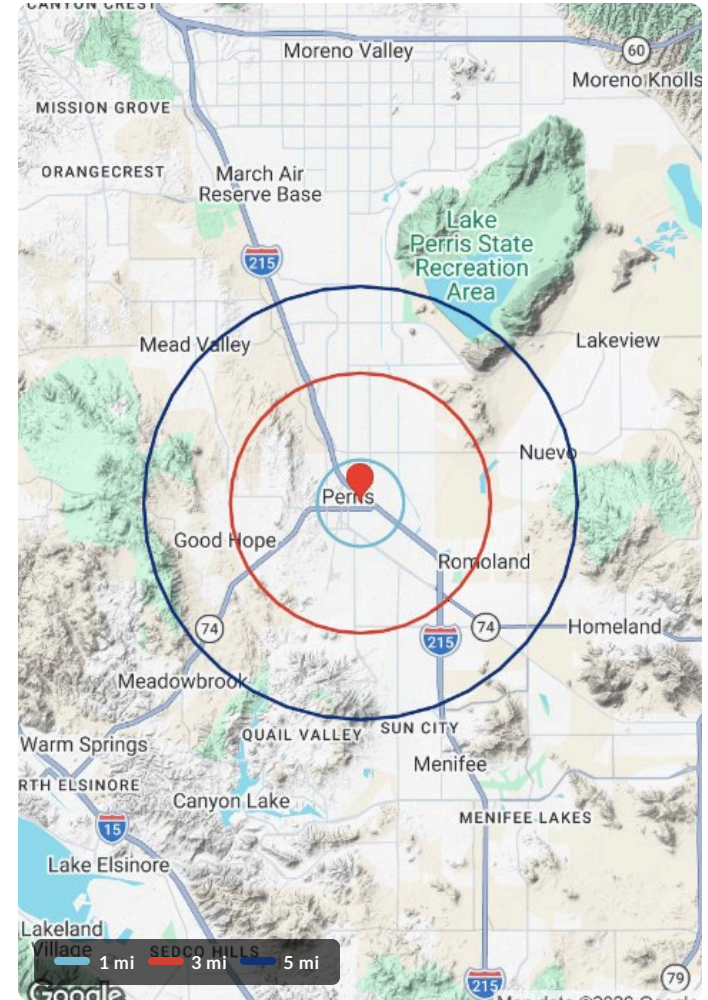 CANYON CREST
Moreno Valley
60
Moreno Knolls
MISSION GROVE
ORANGECREST
March Air
Reserve Base
Lake
Perris State
Recreation
Area
215
Mead Valley
Lakeview
Nuevo
Perris
Good Hope
Romoland
74
74
Homeland
215
Meadowbrook
QUAIL VALLEY
SUN CITY
Warm Springs
Menifee
RTH ELSINORE
Canyon Lake
MENIFEE LAKES
15
Lake Elsinore
Lakeland
Village
SEDCO HILLS
1 mi
3 mi
5 mi
215
79
Google